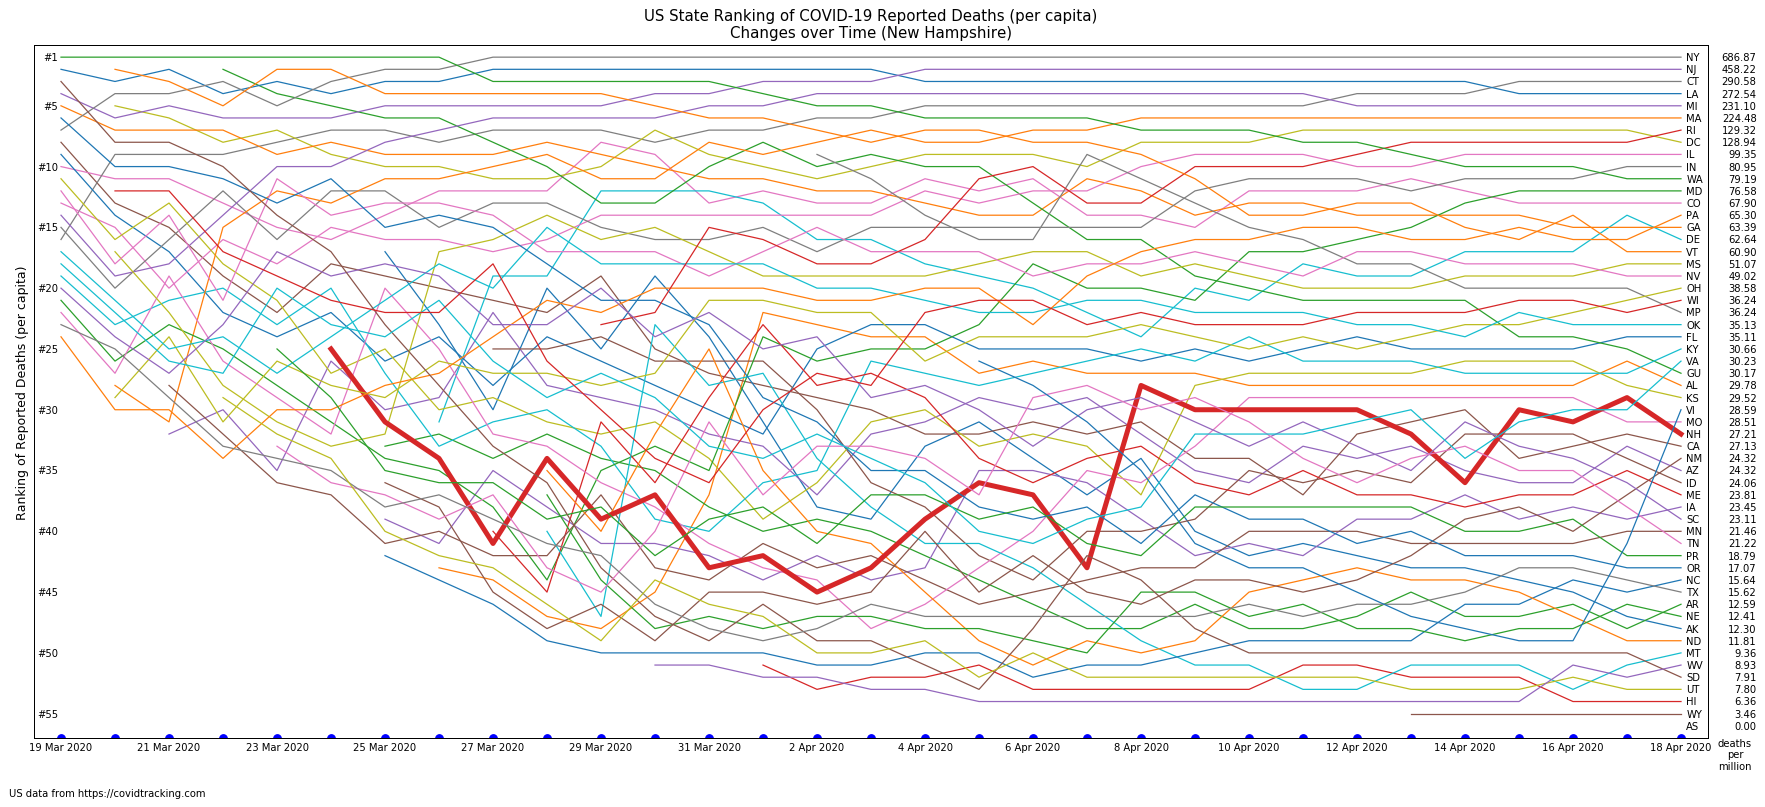 US State Ranking of COVID-19 Reported Deaths (per capita)
Changes over Time (New Hampshire)
Ranking of Reported Deaths (per capita)
#1
#5
#10
#15
#20
#25
#30
#35
#40
#45
#50
#55
NY 686.87
NJ 458.22
CT 290.58
LA 272.54
MI 231.10
MA 224.48
RI 129.32
DC 128.94
IL 99.35
IN 80.95
WA 79.19
MD 76.58
CO 67.90
PA 65.30
GA 63.39
DE 62.64
VT 60.90
MS 51.07
NV 49.02
OH 38.58
WI 36.24
MP 36.24
OK 35.13
FL 35.11
KY 30.66
VA 30.23
GU 30.17
AL 29.78
KS 29.52
VI 28.59
MO 28.51
NH 27.21
CA 27.13
NM 24.32
AZ 24.32
ID 24.06
ME 23.81
IA 23.45
SC 23.11
MN 21.46
TN 21.22
PR 18.79
OR 17.07
NC 15.64
TX 15.62
AR 12.59
NE 12.41
AK 12.30
ND 11.81
MT 9.36
WV 8.93
SD 7.91
UT 7.80
HI 6.36
WY 3.46
AS 0.00
19 Mar 2020 21 Mar 2020 23 Mar 2020 25 Mar 2020 27 Mar 2020 29 Mar 2020 31 Mar 2020 2 Apr 2020 4 Apr 2020 6 Apr 2020 8 Apr 2020 10 Apr 2020 12 Apr 2020 14 Apr 2020 16 Apr 2020 18 Apr 2020
deaths
per
million
US data from https://covidtracking.com